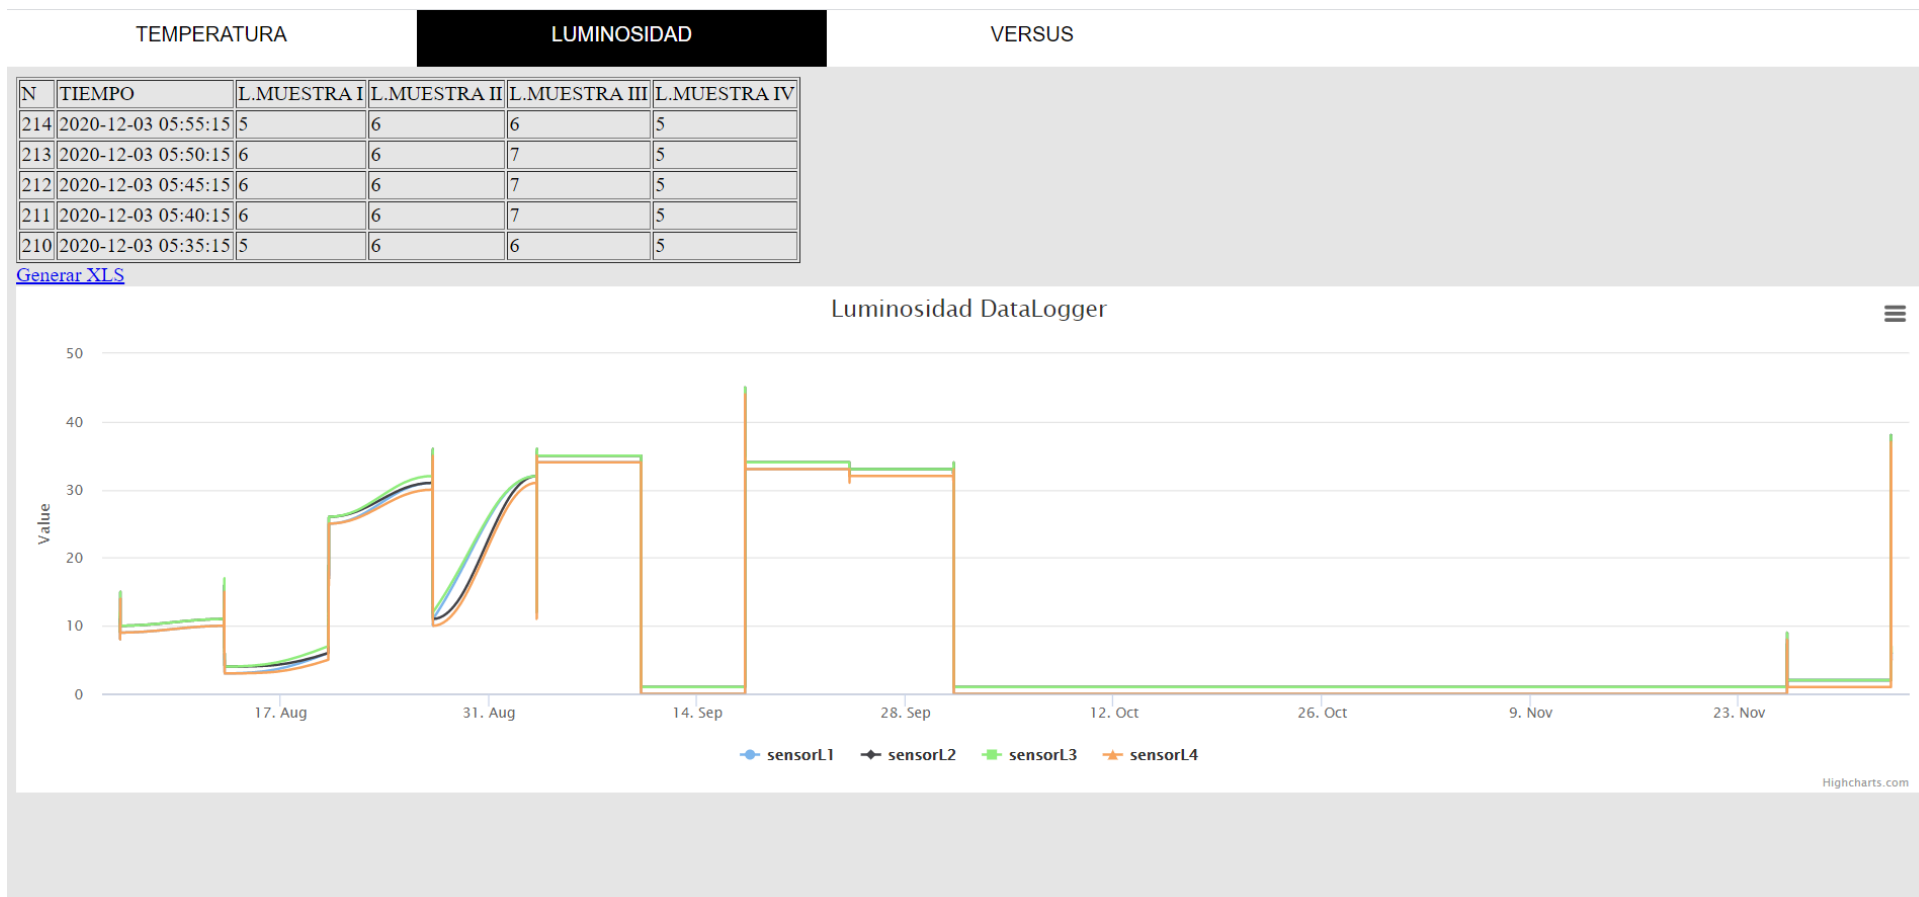 TEMPERATURA LUMINOSIDAD VERSUS
N TIEMPO L.MUESTRA I L.MUESTRA II L.MUESTRA III L.MUESTRA IV
214 2020-12-03 05:55:15 5 6 6 5
213 2020-12-03 05:50:15 6 6 7 5
212 2020-12-03 05:45:15 6 6 7 5
211 2020-12-03 05:40:15 6 6 7 5
210 2020-12-03 05:35:15 5 6 6 5
Generar XLS
Luminosidad DataLogger
50
40
30
20
10
0
Value
17. Aug 31. Aug 14. Sep 28. Sep 12. Oct 26. Oct 9. Nov 23. Nov
sensorL1 sensorL2 sensorL3 sensorL4
Highcharts.com